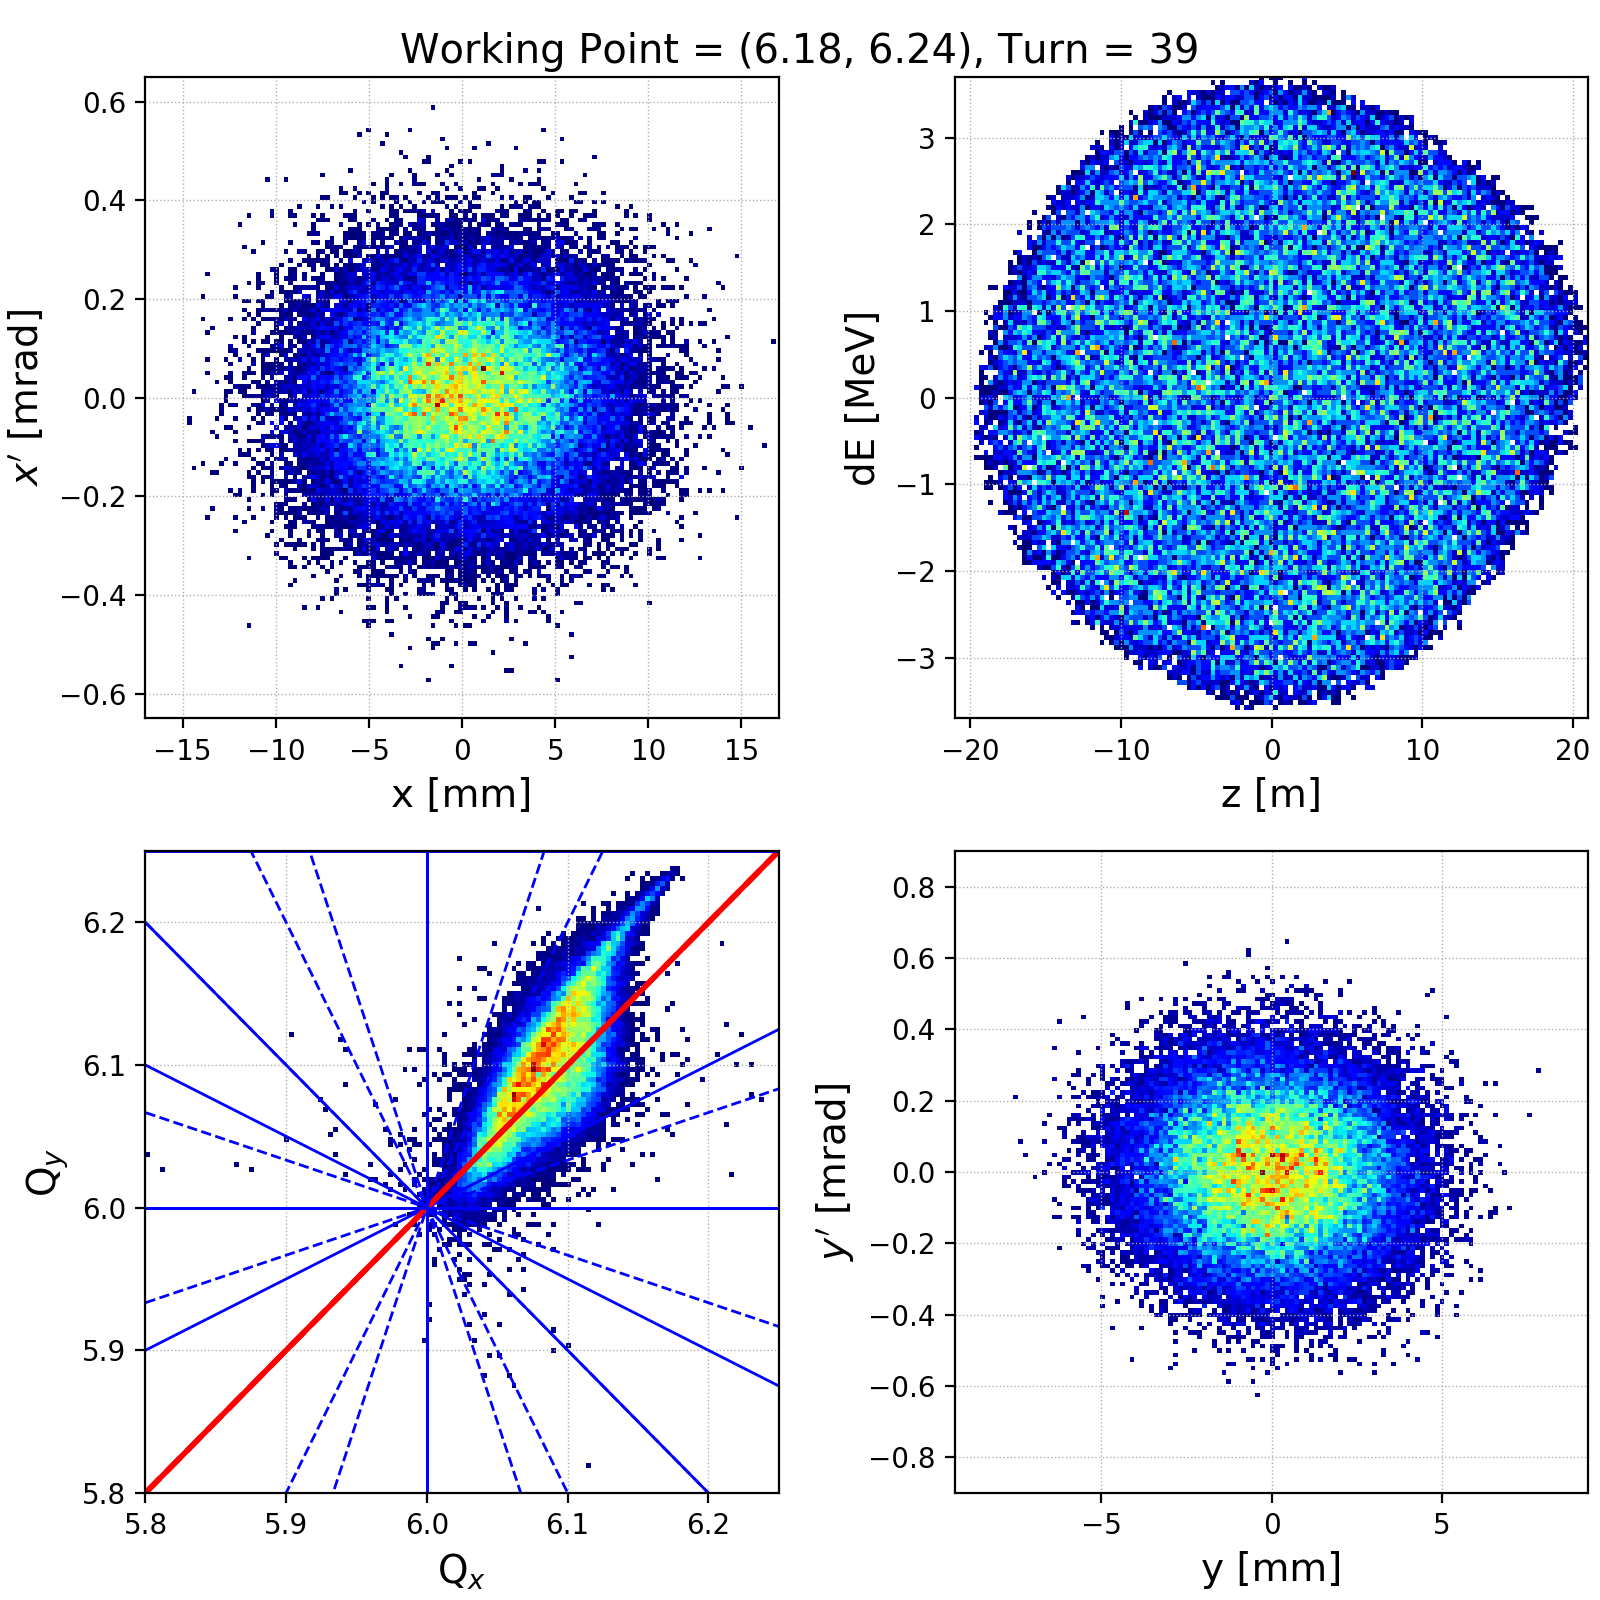 Working Point = (6.18, 6.24), Turn = 39
0.6
0.4
0.2
0.0
−0.2
−0.4
−0.6
x′ [mrad]
−15 −10 −5 0 5 10 15
x [mm]
3
2
1
0
−1
−2
−3
dE [MeV]
−20 −10 0 10 20
z [m]
6.2
6.1
6.0
5.9
5.8
Qy
5.8 5.9 6.0 6.1 6.2
Qx
0.8
0.6
0.4
0.2
0.0
−0.2
−0.4
−0.6
−0.8
y′ [mrad]
−5 0 5
y [mm]